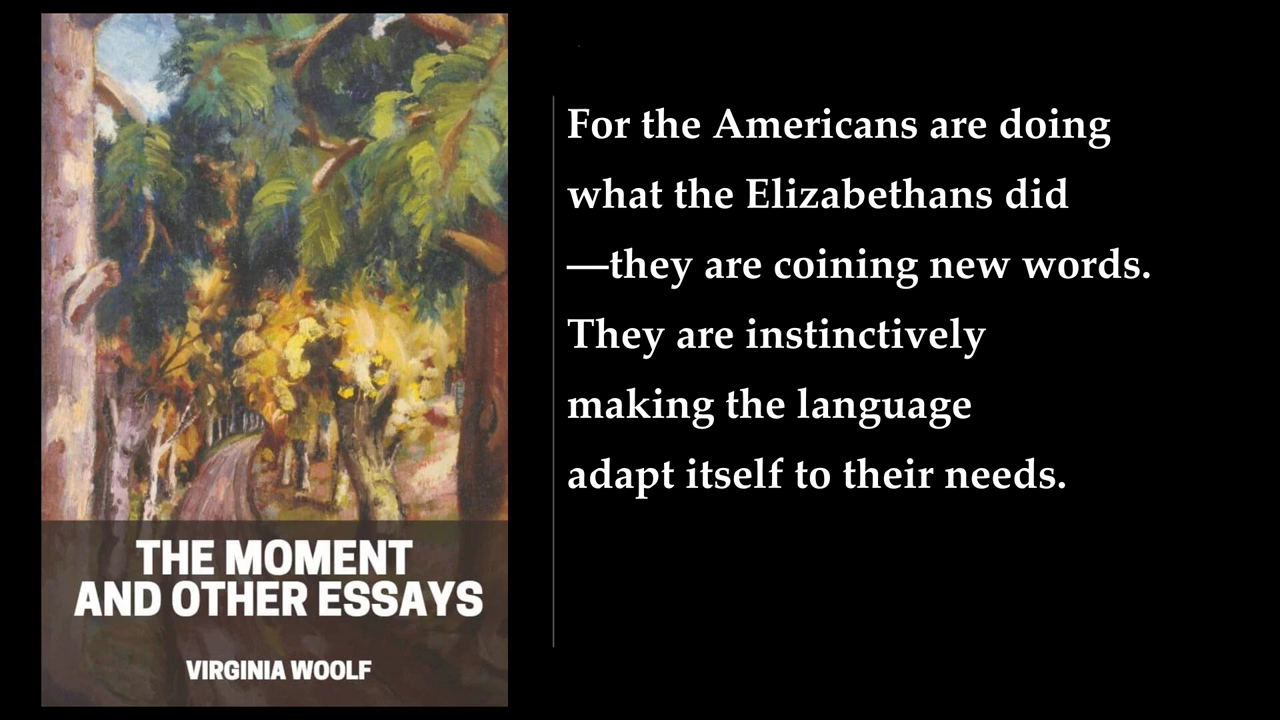 THE MOMENT
AND OTHER ESSAYS
VIRGINIA WOOLF
For the Americans are doing
what the Elizabethans did
—they are coining new words.
They are instinctively
making the language
adapt itself to their needs.